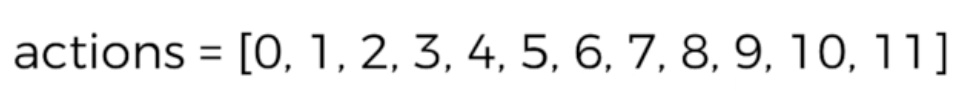 actions = [0, 1, 2, 3, 4, 5, 6, 7, 8, 9, 10, 11]